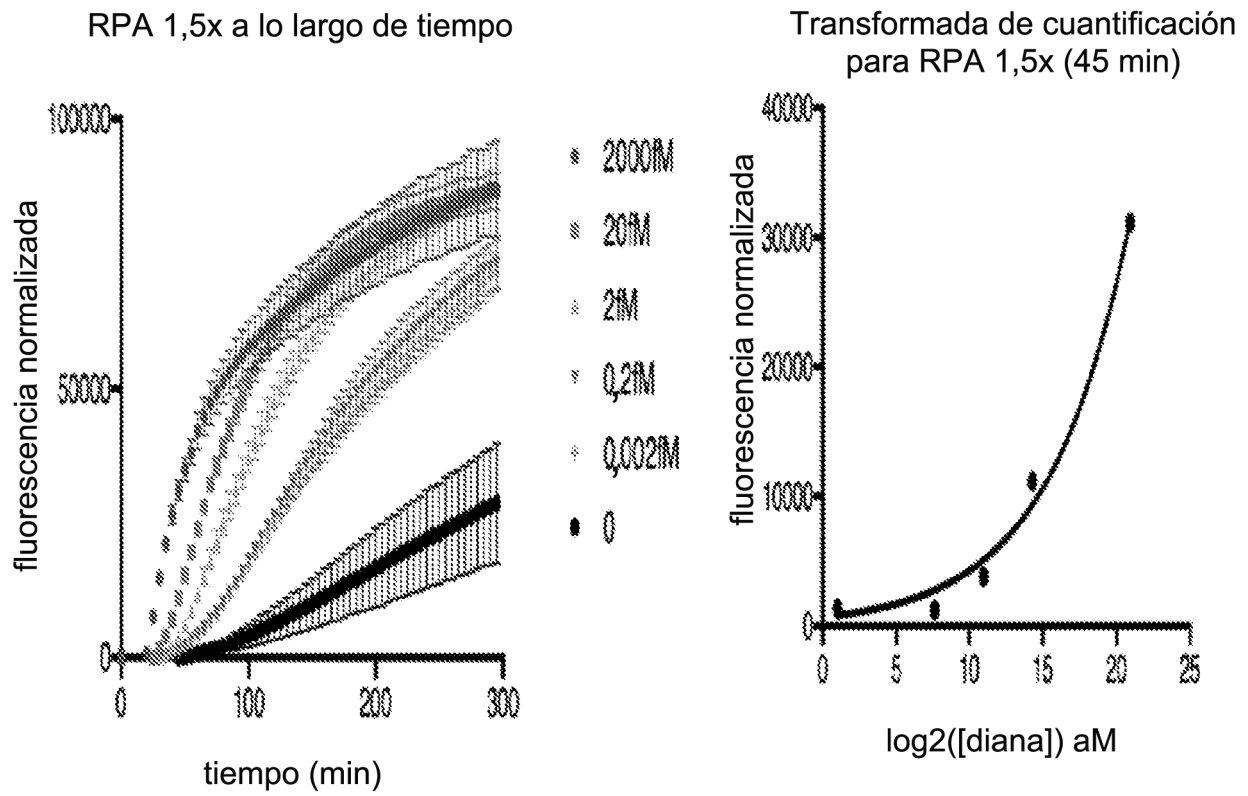 RPA 1,5x a lo largo de tiempo
100000
50000
0
fluorescencia normalizada
0
100
200
300
tiempo (min)
2000fM
20fM
2fM
0,2fM
0,002fM
0
Transformada de cuantificación
para RPA 1,5x (45 min)
40000
30000
20000
10000
0
fluorescencia normalizada
0
5
10
15
20
25
log2([diana]) aM